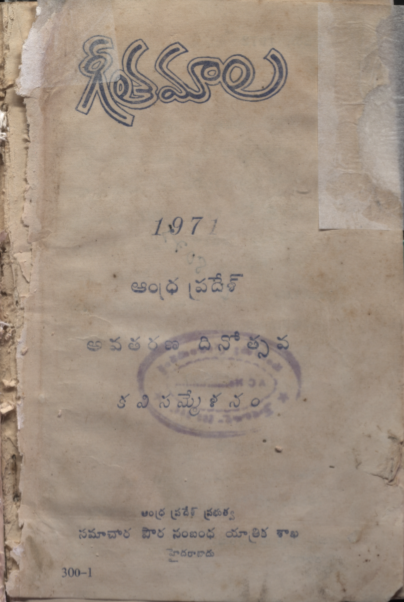 గీతమాల
1971
ఆంధ్ర ప్రదేశ్
అవతరణ దినోత్సవ
కవిసమ్మేళనం
ఆంధ్ర ప్రదేశ్ ప్రభుత్వ
సమాచార పౌర సంబంధ యాత్రిక శాఖ
హైదరాబాదు
300-1